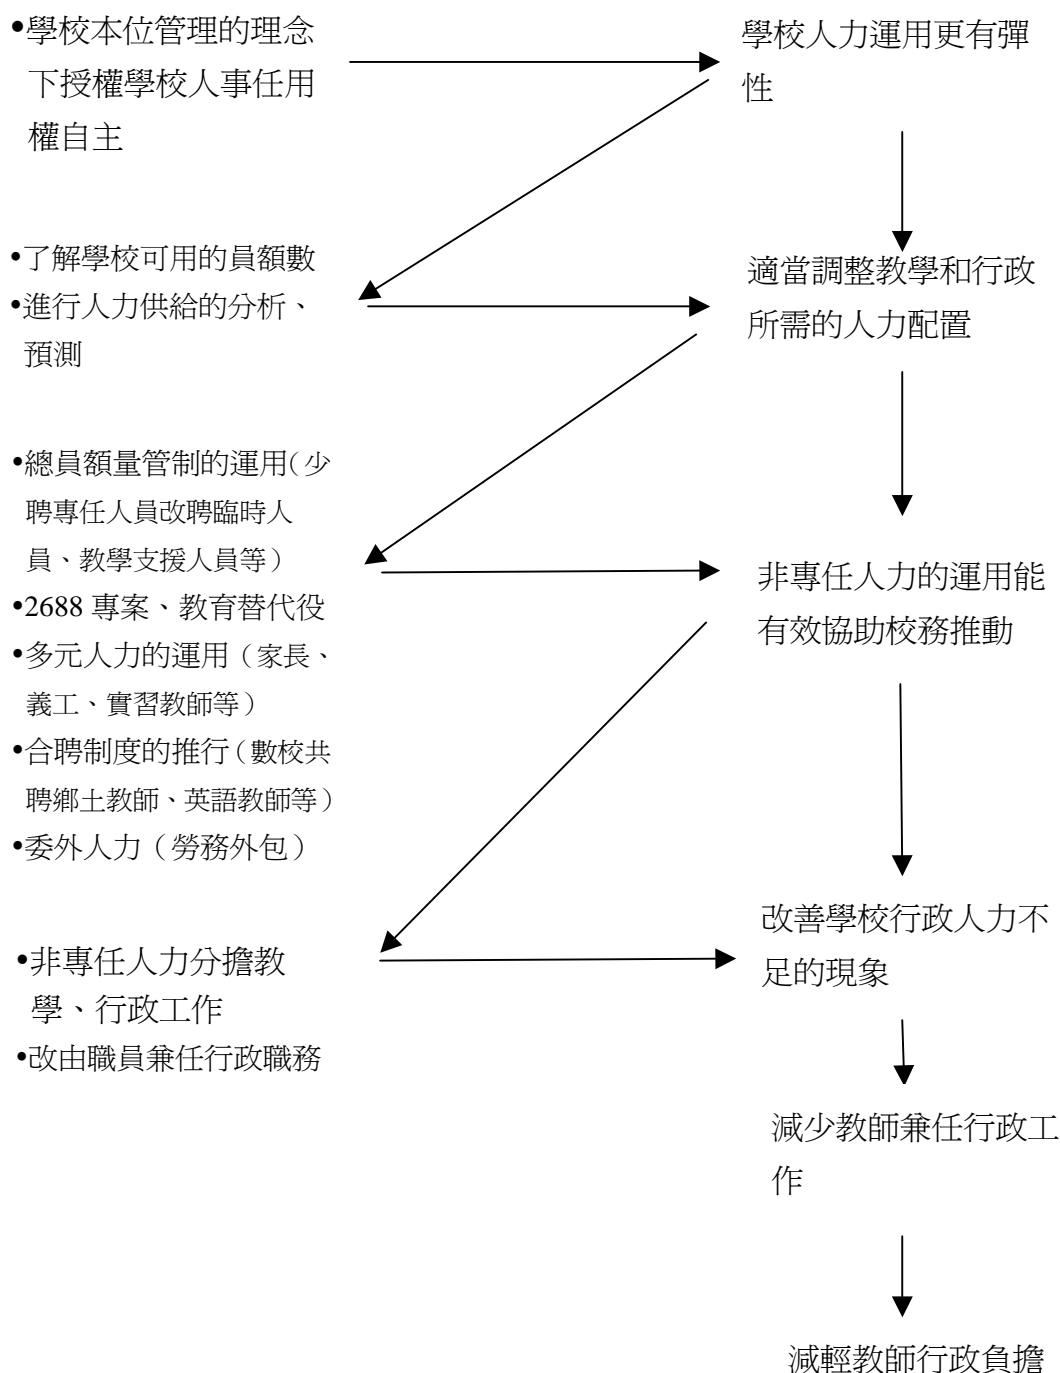 •學校本位管理的理念
下授權學校人事任用
權自主
學校人力運用更有彈
性
•了解學校可用的員額數
•進行人力供給的分析、
預測
適當調整教學和行政
所需的人力配置
•總員額量管制的運用(少
聘專任人員改聘臨時人
員、教學支援人員等）
•2688 專案、教育替代役
•多元人力的運用（家長、
義工、實習教師等）
•合聘制度的推行（數校共
聘鄉土教師、英語教師等）
•委外人力（勞務外包）
非專任人力的運用能
有效協助校務推動
•非專任人力分擔教
學、行政工作
•改由職員兼任行政職務
改善學校行政人力不
足的現象
減少教師兼任行政工
作
減輕教師行政負擔